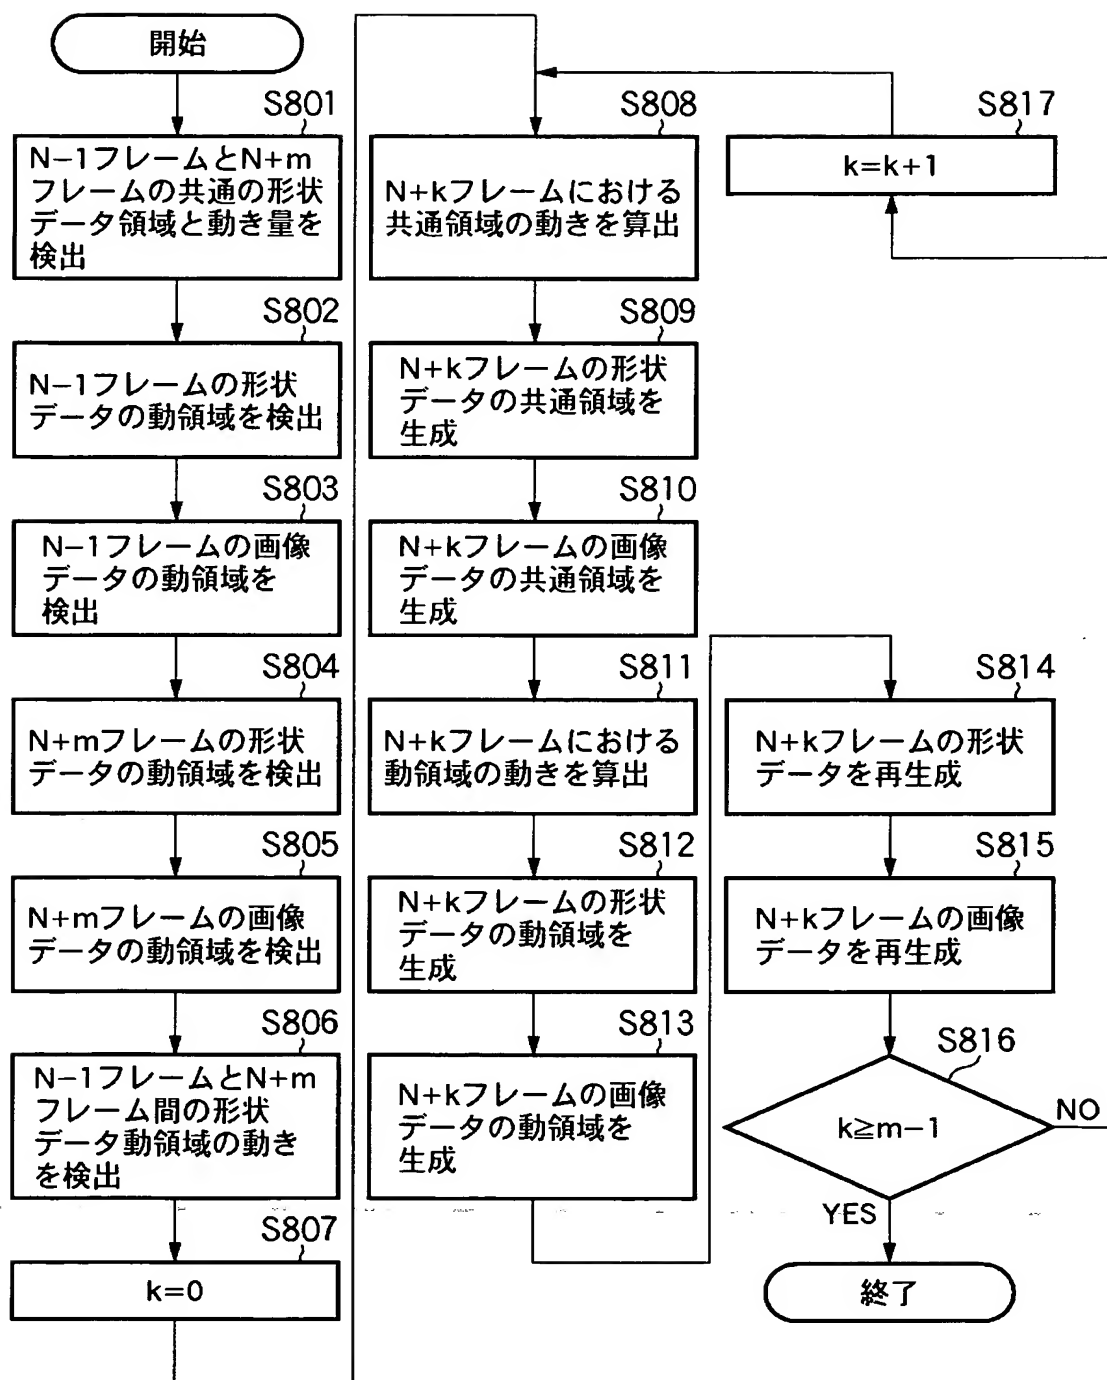 開始
S801
N−1フレームとN+m
フレームの共通の形状
データ領域と動き量を
検出
S802
N−1フレームの形状
データの動領域を検出
S803
N−1フレームの画像
データの動領域を
検出
S804
N+mフレームの形状
データの動領域を検出
S805
N+mフレームの画像
データの動領域を検出
S806
N−1フレームとN+m
フレーム間の形状
データ動領域の動き
を検出
S807
k=0
S808
N+kフレームにおける
共通領域の動きを算出
S809
N+kフレームの形状
データの共通領域を
生成
S810
N+kフレームの画像
データの共通領域を
生成
S811
N+kフレームにおける
動領域の動きを算出
S812
N+kフレームの形状
データの動領域を
生成
S813
N+kフレームの画像
データの動領域を
生成
S814
N+kフレームの形状
データを再生成
S815
N+kフレームの画像
データを再生成
S816
k≧m−1
NO
YES
終了
S817
k=k+1